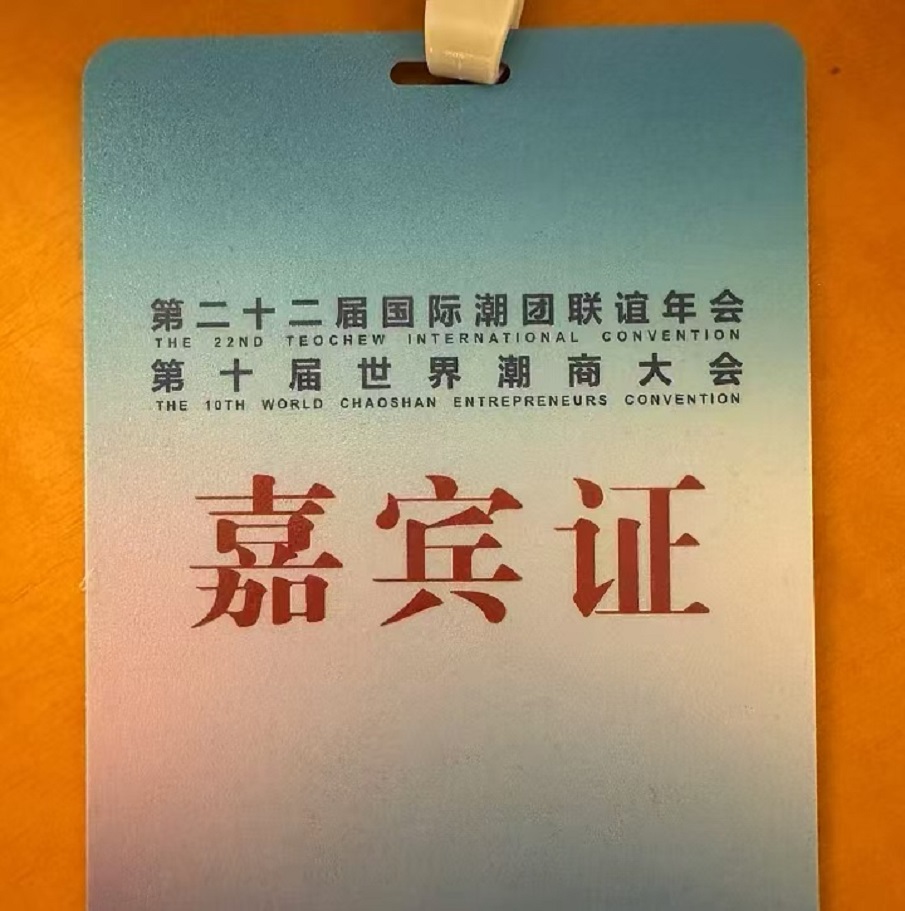 第二十二届国际潮团联谊年会
THE 22ND TEOCHEW INTERNATIONAL CONVENTION
第十届世界潮商大会
THE 10TH WORLD CHAOSHAN ENTREPRENEURS CONVENTION
嘉宾证